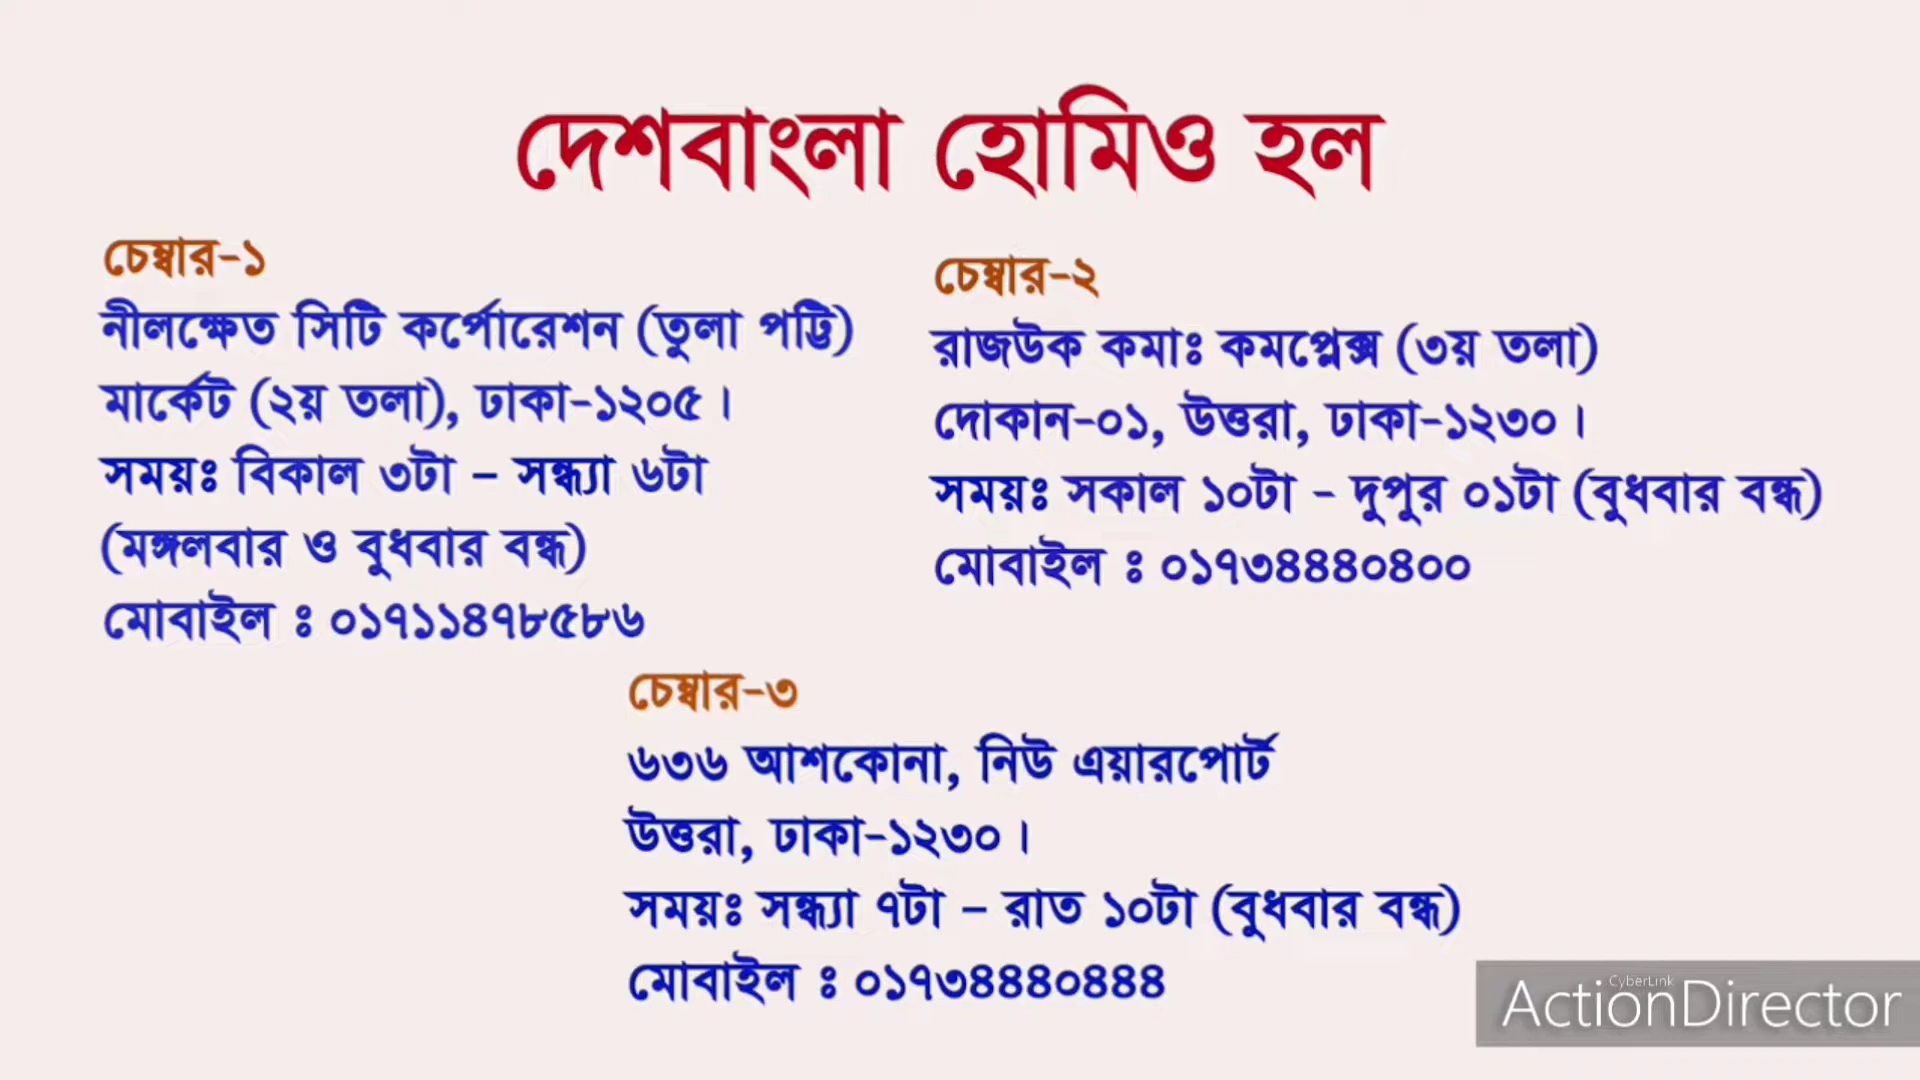 দেশবাংলা হোমিও হল
চেম্বার-১
নীলক্ষেত সিটি কর্পোরেশন (তুলা পট্টি)
মার্কেট (২য় তলা), ঢাকা-১২০৫।
সময়ঃ বিকাল ৩টা – সন্ধ্যা ৬টা
(মঙ্গলবার ও বুধবার বন্ধ)
মোবাইল ঃ ০১৭১১৪৭৮৫৮৬
চেম্বার-২
রাজউক কমাঃ কমপ্লেক্স (৩য় তলা)
দোকান-০১, উত্তরা, ঢাকা-১২৩০।
সময়ঃ সকাল ১০টা - দুপুর ০১টা (বুধবার বন্ধ)
মোবাইল ঃ ০১৭৩৪৪৪০৪০০
চেম্বার-৩
৬৩৬ আশকোনা, নিউ এয়ারপোর্ট
উত্তরা, ঢাকা-১২৩০।
সময়ঃ সন্ধ্যা ৭টা – রাত ১০টা (বুধবার বন্ধ)
মোবাইল ঃ ০১৭৩৪৪৪০৪৪৪
CyberLink
ActionDirector